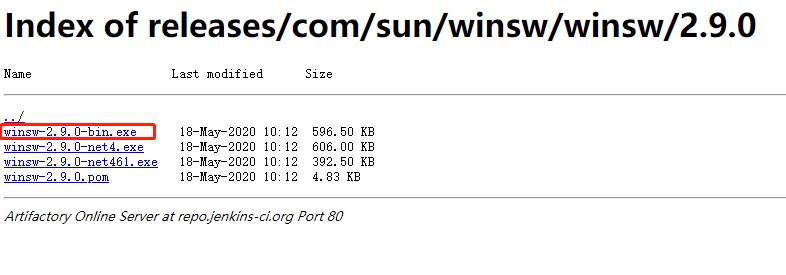 Index of releases/com/sun/winsw/winsw/2.9.0
Name Last modified Size
../
winsw-2.9.0-bin.exe 18-May-2020 10:12 596.50 KB
winsw-2.9.0-net4.exe 18-May-2020 10:12 606.00 KB
winsw-2.9.0-net461.exe 18-May-2020 10:12 392.50 KB
winsw-2.9.0.pom 18-May-2020 10:12 4.83 KB
Artifactory Online Server at repo.jenkins-ci.org Port 80